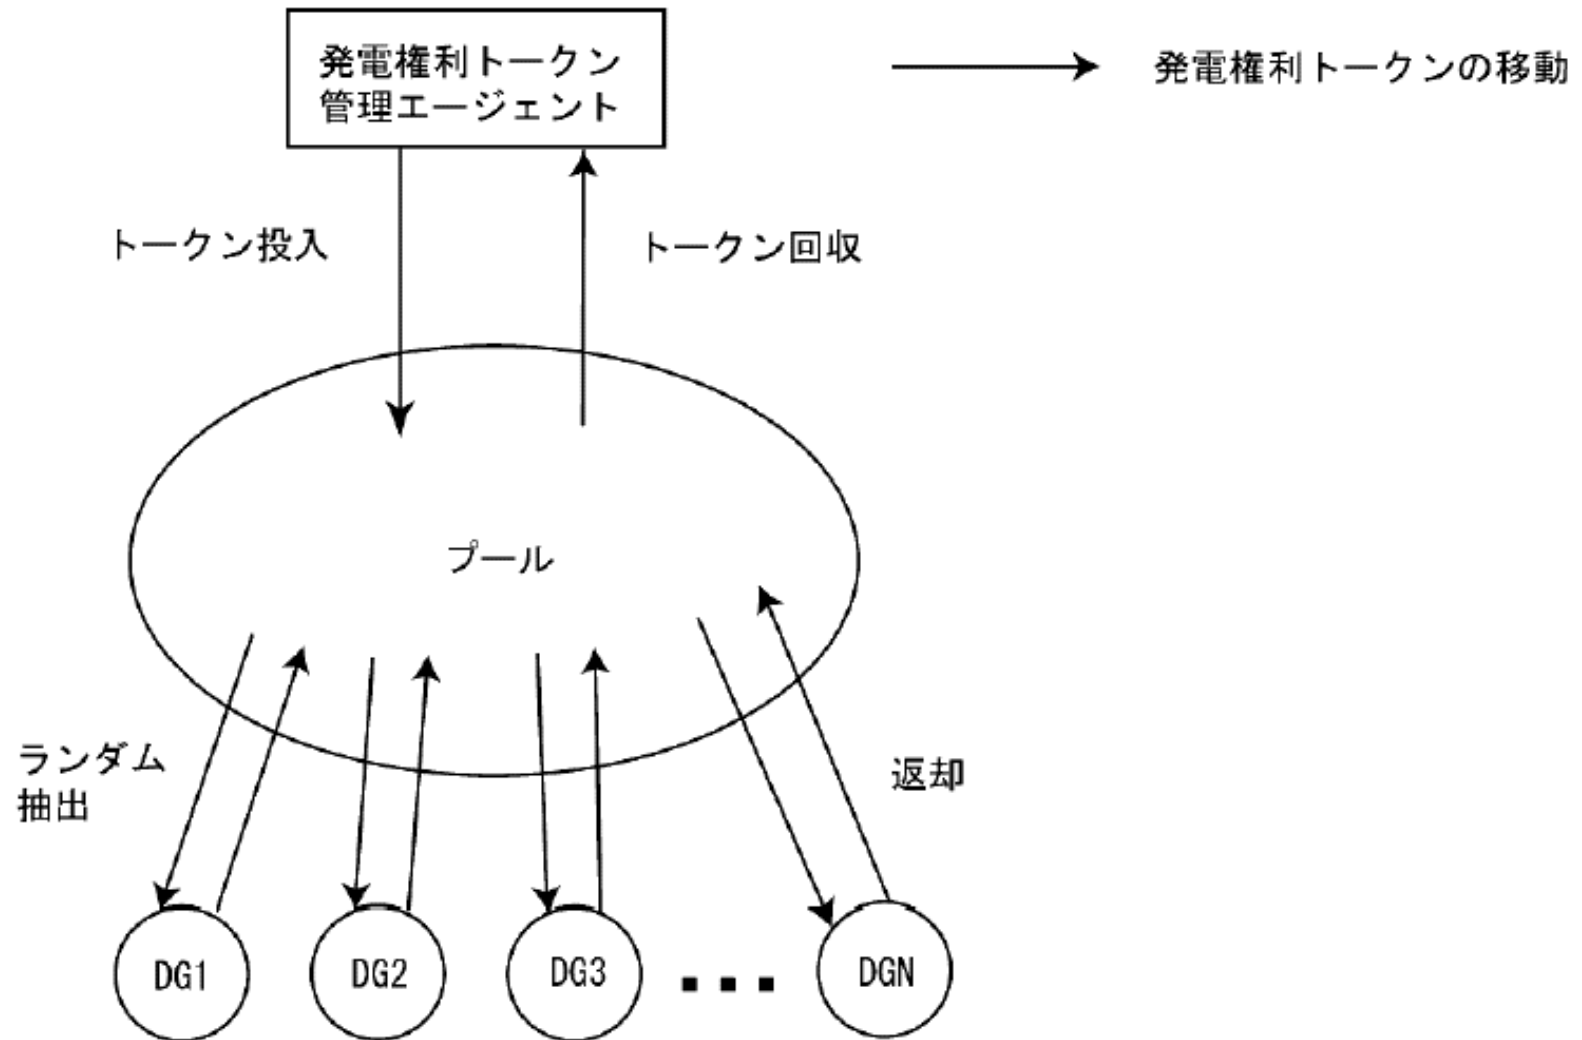 発電権利トークン
管理エージェント
発電権利トークンの移動
トークン投入
トークン回収
プール
ランダム
抽出
返却
DG1
DG2
DG3
DGN